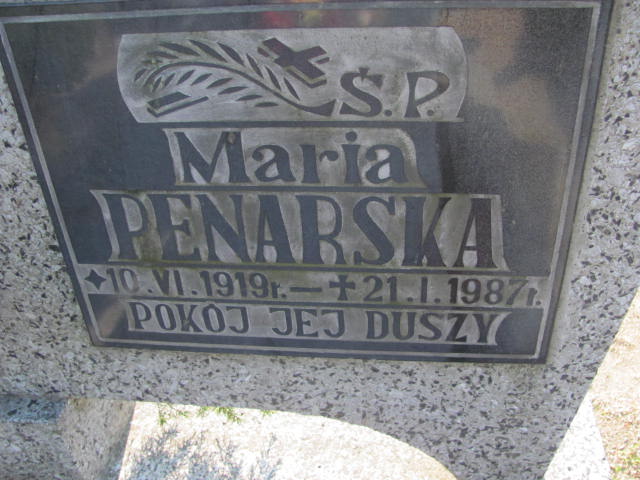 Ś.P.
Maria
PENARSKA
10.VI.1919r. — 21.I.1987r.
POKÓJ JEJ DUSZY